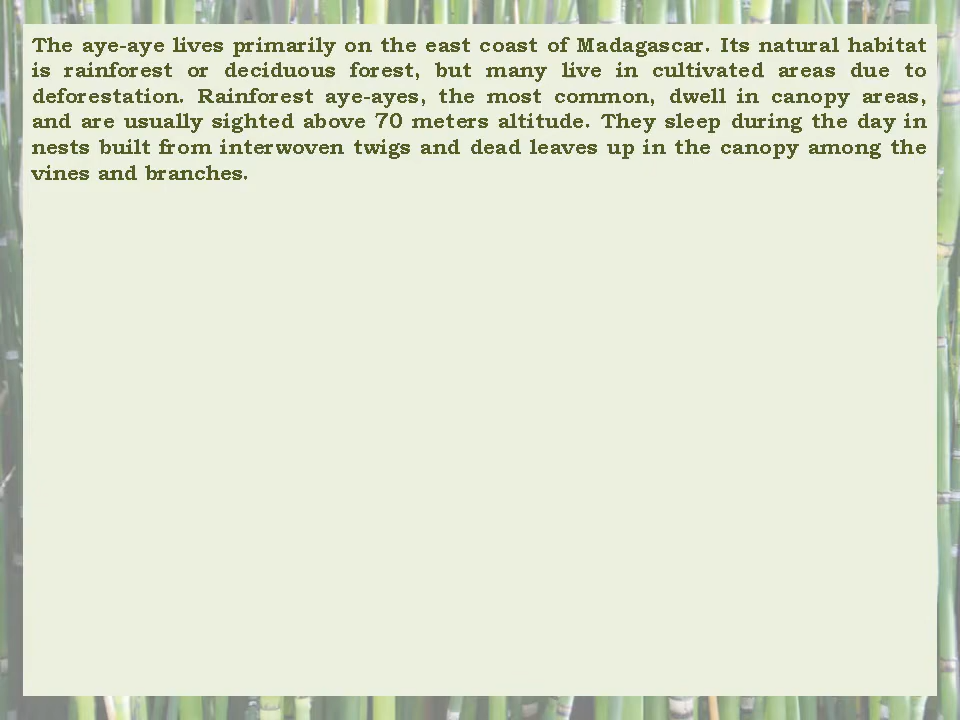 The aye-aye lives primarily on the east coast of Madagascar. Its natural habitat
is rainforest or deciduous forest, but many live in cultivated areas due to
deforestation. Rainforest aye-ayes, the most common, dwell in canopy areas,
and are usually sighted above 70 meters altitude. They sleep during the day in
nests built from interwoven twigs and dead leaves up in the canopy among the
vines and branches.